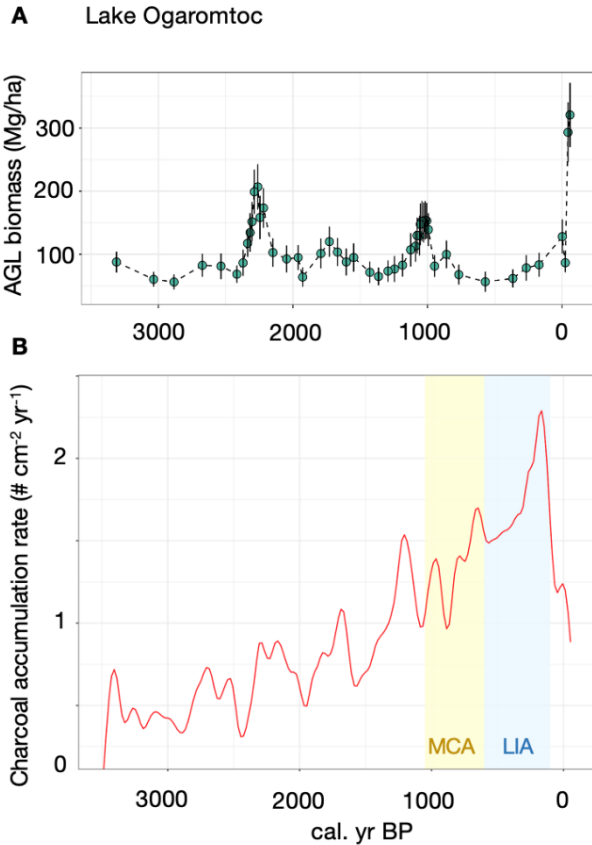 A Lake Ogaromtoc
AGL biomass (Mg/ha)
300
200
100
3000 2000 1000 0
B
Charcoal accumulation rate (# cm⁻² yr⁻¹)
2
1
0
MCA LIA
3000 2000 1000 0
cal. yr BP